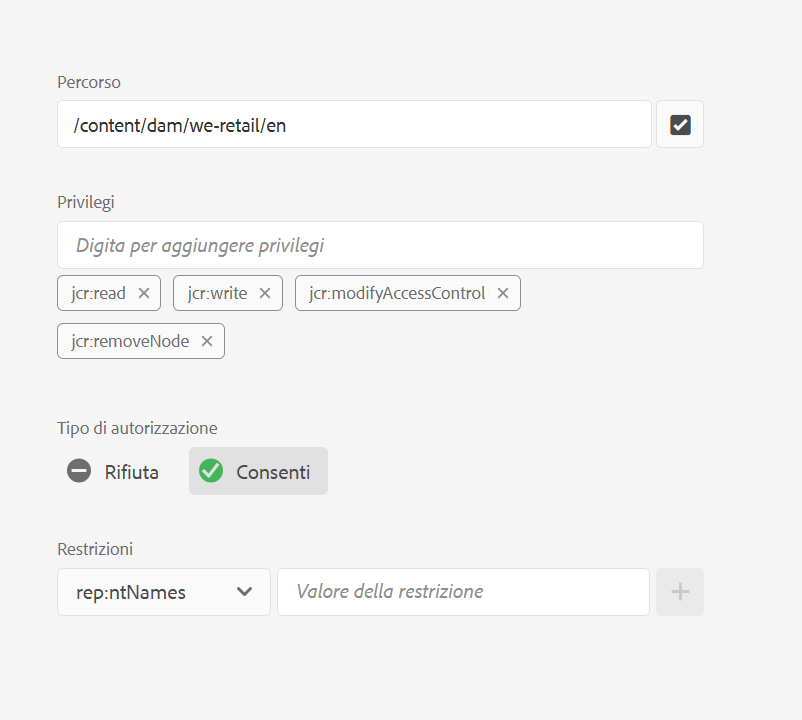 Percorso
/content/dam/we-retail/en
Privilegi
Digita per aggiungere privilegi
jcr:read jcr:write jcr:modifyAccessControl
jcr:removeNode
Tipo di autorizzazione
Rifiuta Consenti
Restrizioni
rep:ntNames Valore della restrizione